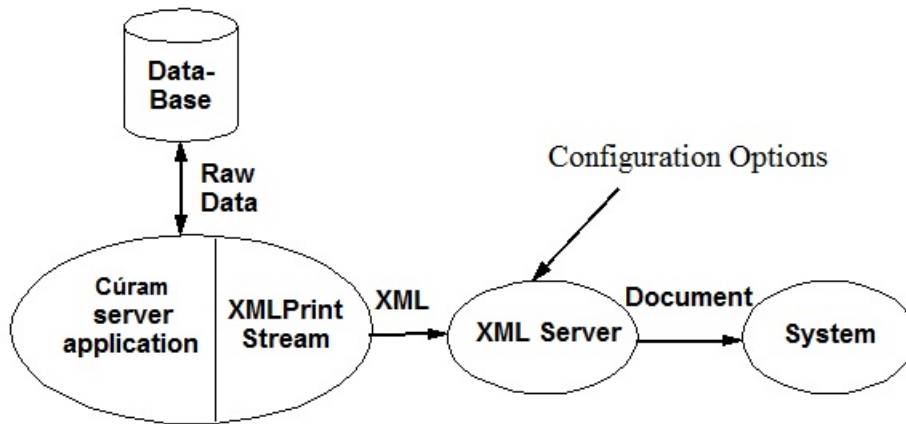 Data-
Base
Raw
Data
Configuration Options
Cúram
server
application
XMLPrint
Stream
XML
XML Server
Document
System